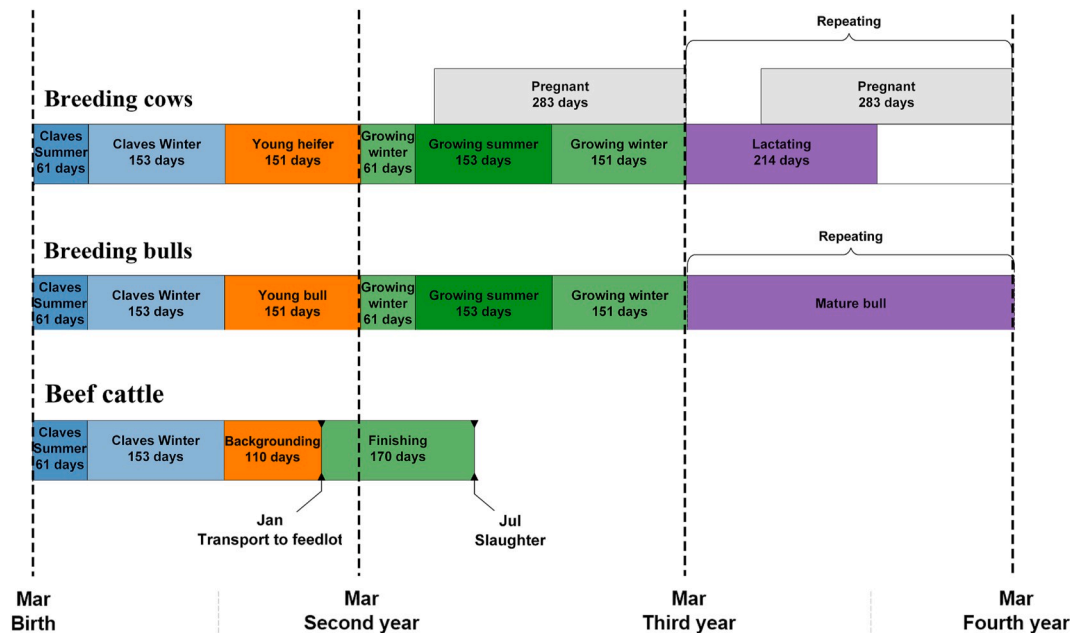 Repeating
Pregnant
283 days
Pregnant
283 days
Breeding cows
Claves
Summer
61 days
Claves Winter
153 days
Young heifer
151 days
Growing
winter
61 days
Growing summer
153 days
Growing winter
151 days
Lactating
214 days
Breeding bulls
Repeating
Claves
Summer
61 days
Claves Winter
153 days
Young bull
151 days
Growing
winter
61 days
Growing summer
153 days
Growing winter
151 days
Mature bull
Beef cattle
Claves
Summer
61 days
Claves Winter
153 days
Backgrounding
110 days
Finishing
170 days
Jan
Transport to feedlot
Jul
Slaughter
Mar
Birth
Mar
Second year
Mar
Third year
Mar
Fourth year